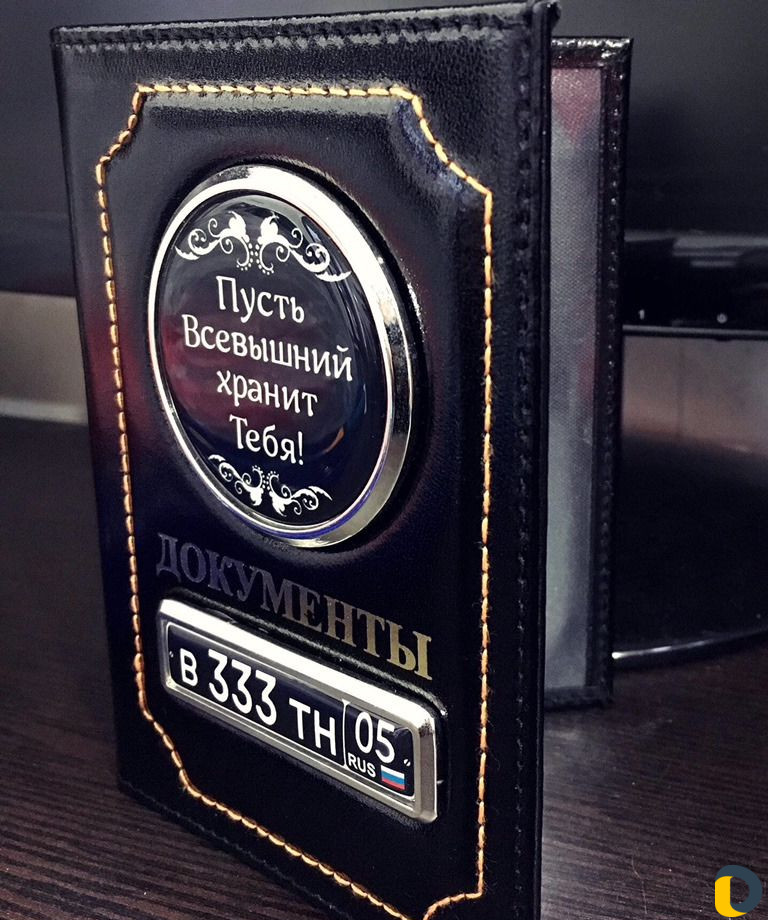 Пусть
Всевышний
хранит
Тебя!
ДОКУМЕНТЫ
В 333 ТН 05
RUS